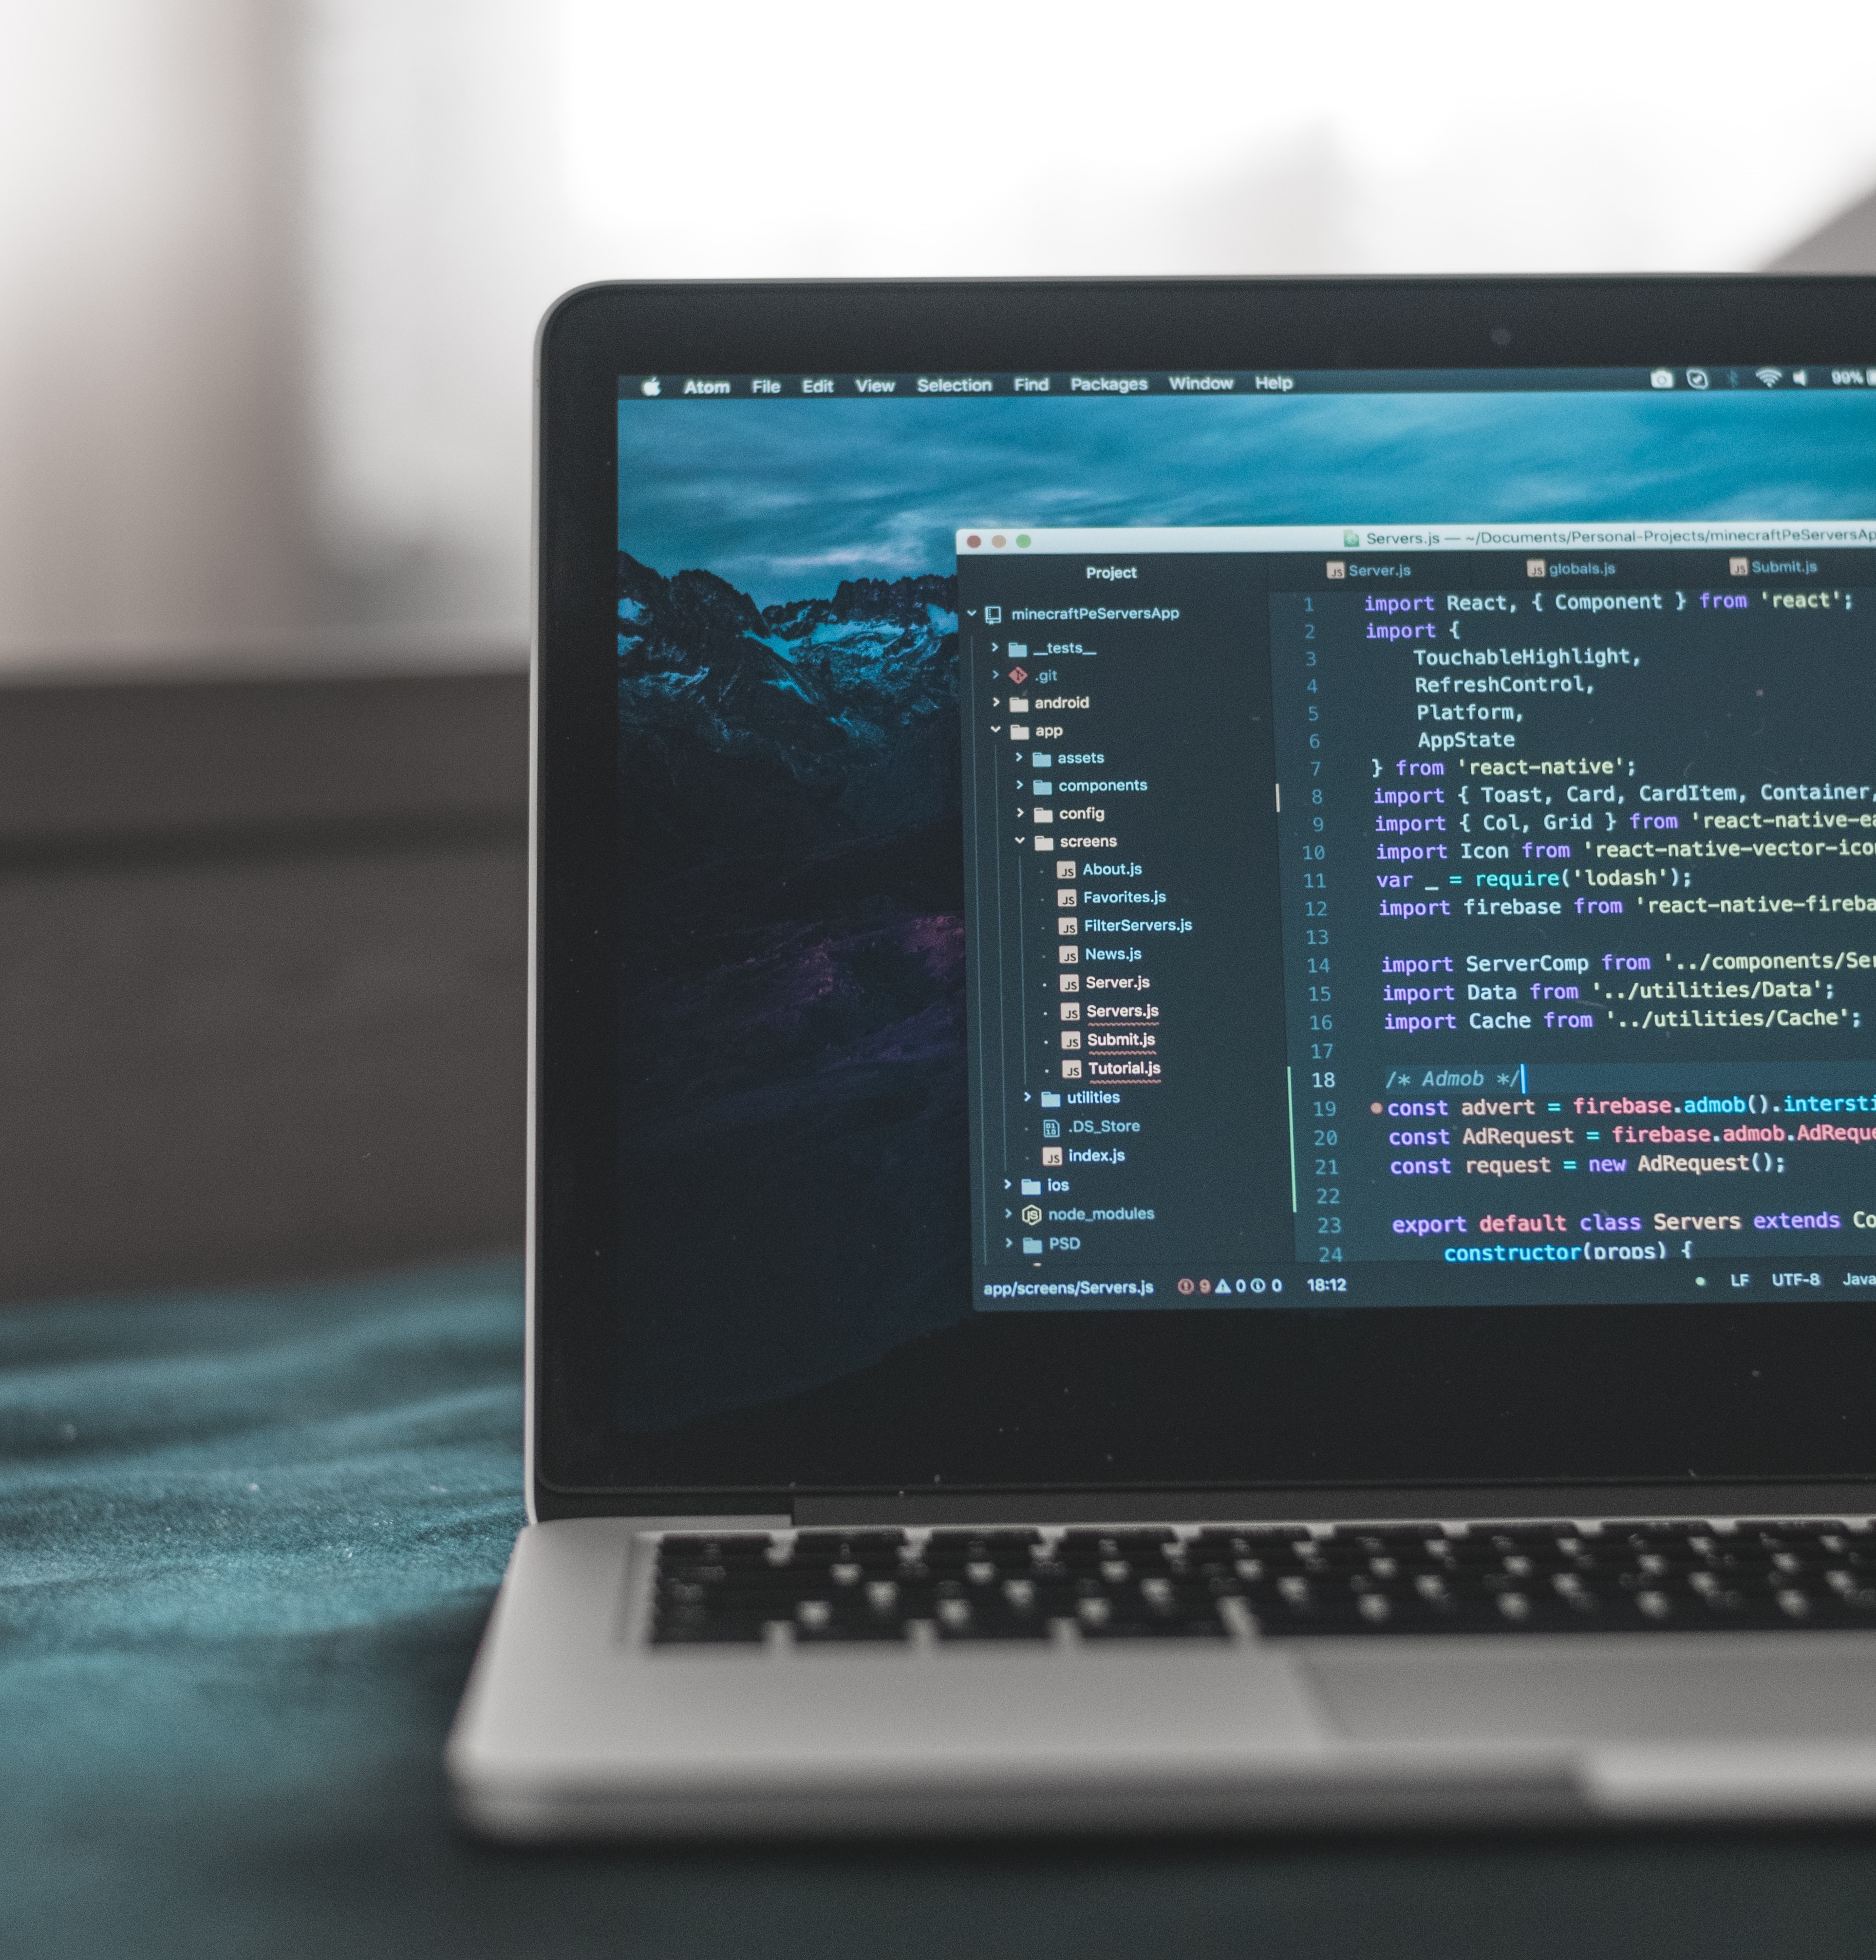 Atom File Edit View Selection Find Packages Window Help 99%
Servers.js — ~/Documents/Personal-Projects/minecraftPeServersAp
Project
Server.js globals.js Submit.js
minecraftPeServersApp
__tests__
.git
android
app
assets
components
config
screens
About.js
Favorites.js
FilterServers.js
News.js
Server.js
Servers.js
Submit.js
Tutorial.js
utilities
.DS_Store
index.js
ios
node_modules
PSD
1 import React, { Component } from 'react';
2 import {
3 TouchableHighlight,
4 RefreshControl,
5 Platform,
6 AppState
7 } from 'react-native';
8 import { Toast, Card, CardItem, Container,
9 import { Col, Grid } from 'react-native-ea
10 import Icon from 'react-native-vector-ico
11 var _ = require('lodash');
12 import firebase from 'react-native-fireba
13
14 import ServerComp from '../components/Ser
15 import Data from '../utilities/Data';
16 import Cache from '../utilities/Cache';
17
18 /* Admob */
19 const advert = firebase.admob().intersti
20 const AdRequest = firebase.admob.AdReque
21 const request = new AdRequest();
22
23 export default class Servers extends Co
24 constructor(props) {
app/screens/Servers.js 9 0 0 18:12 LF UTF-8 Java